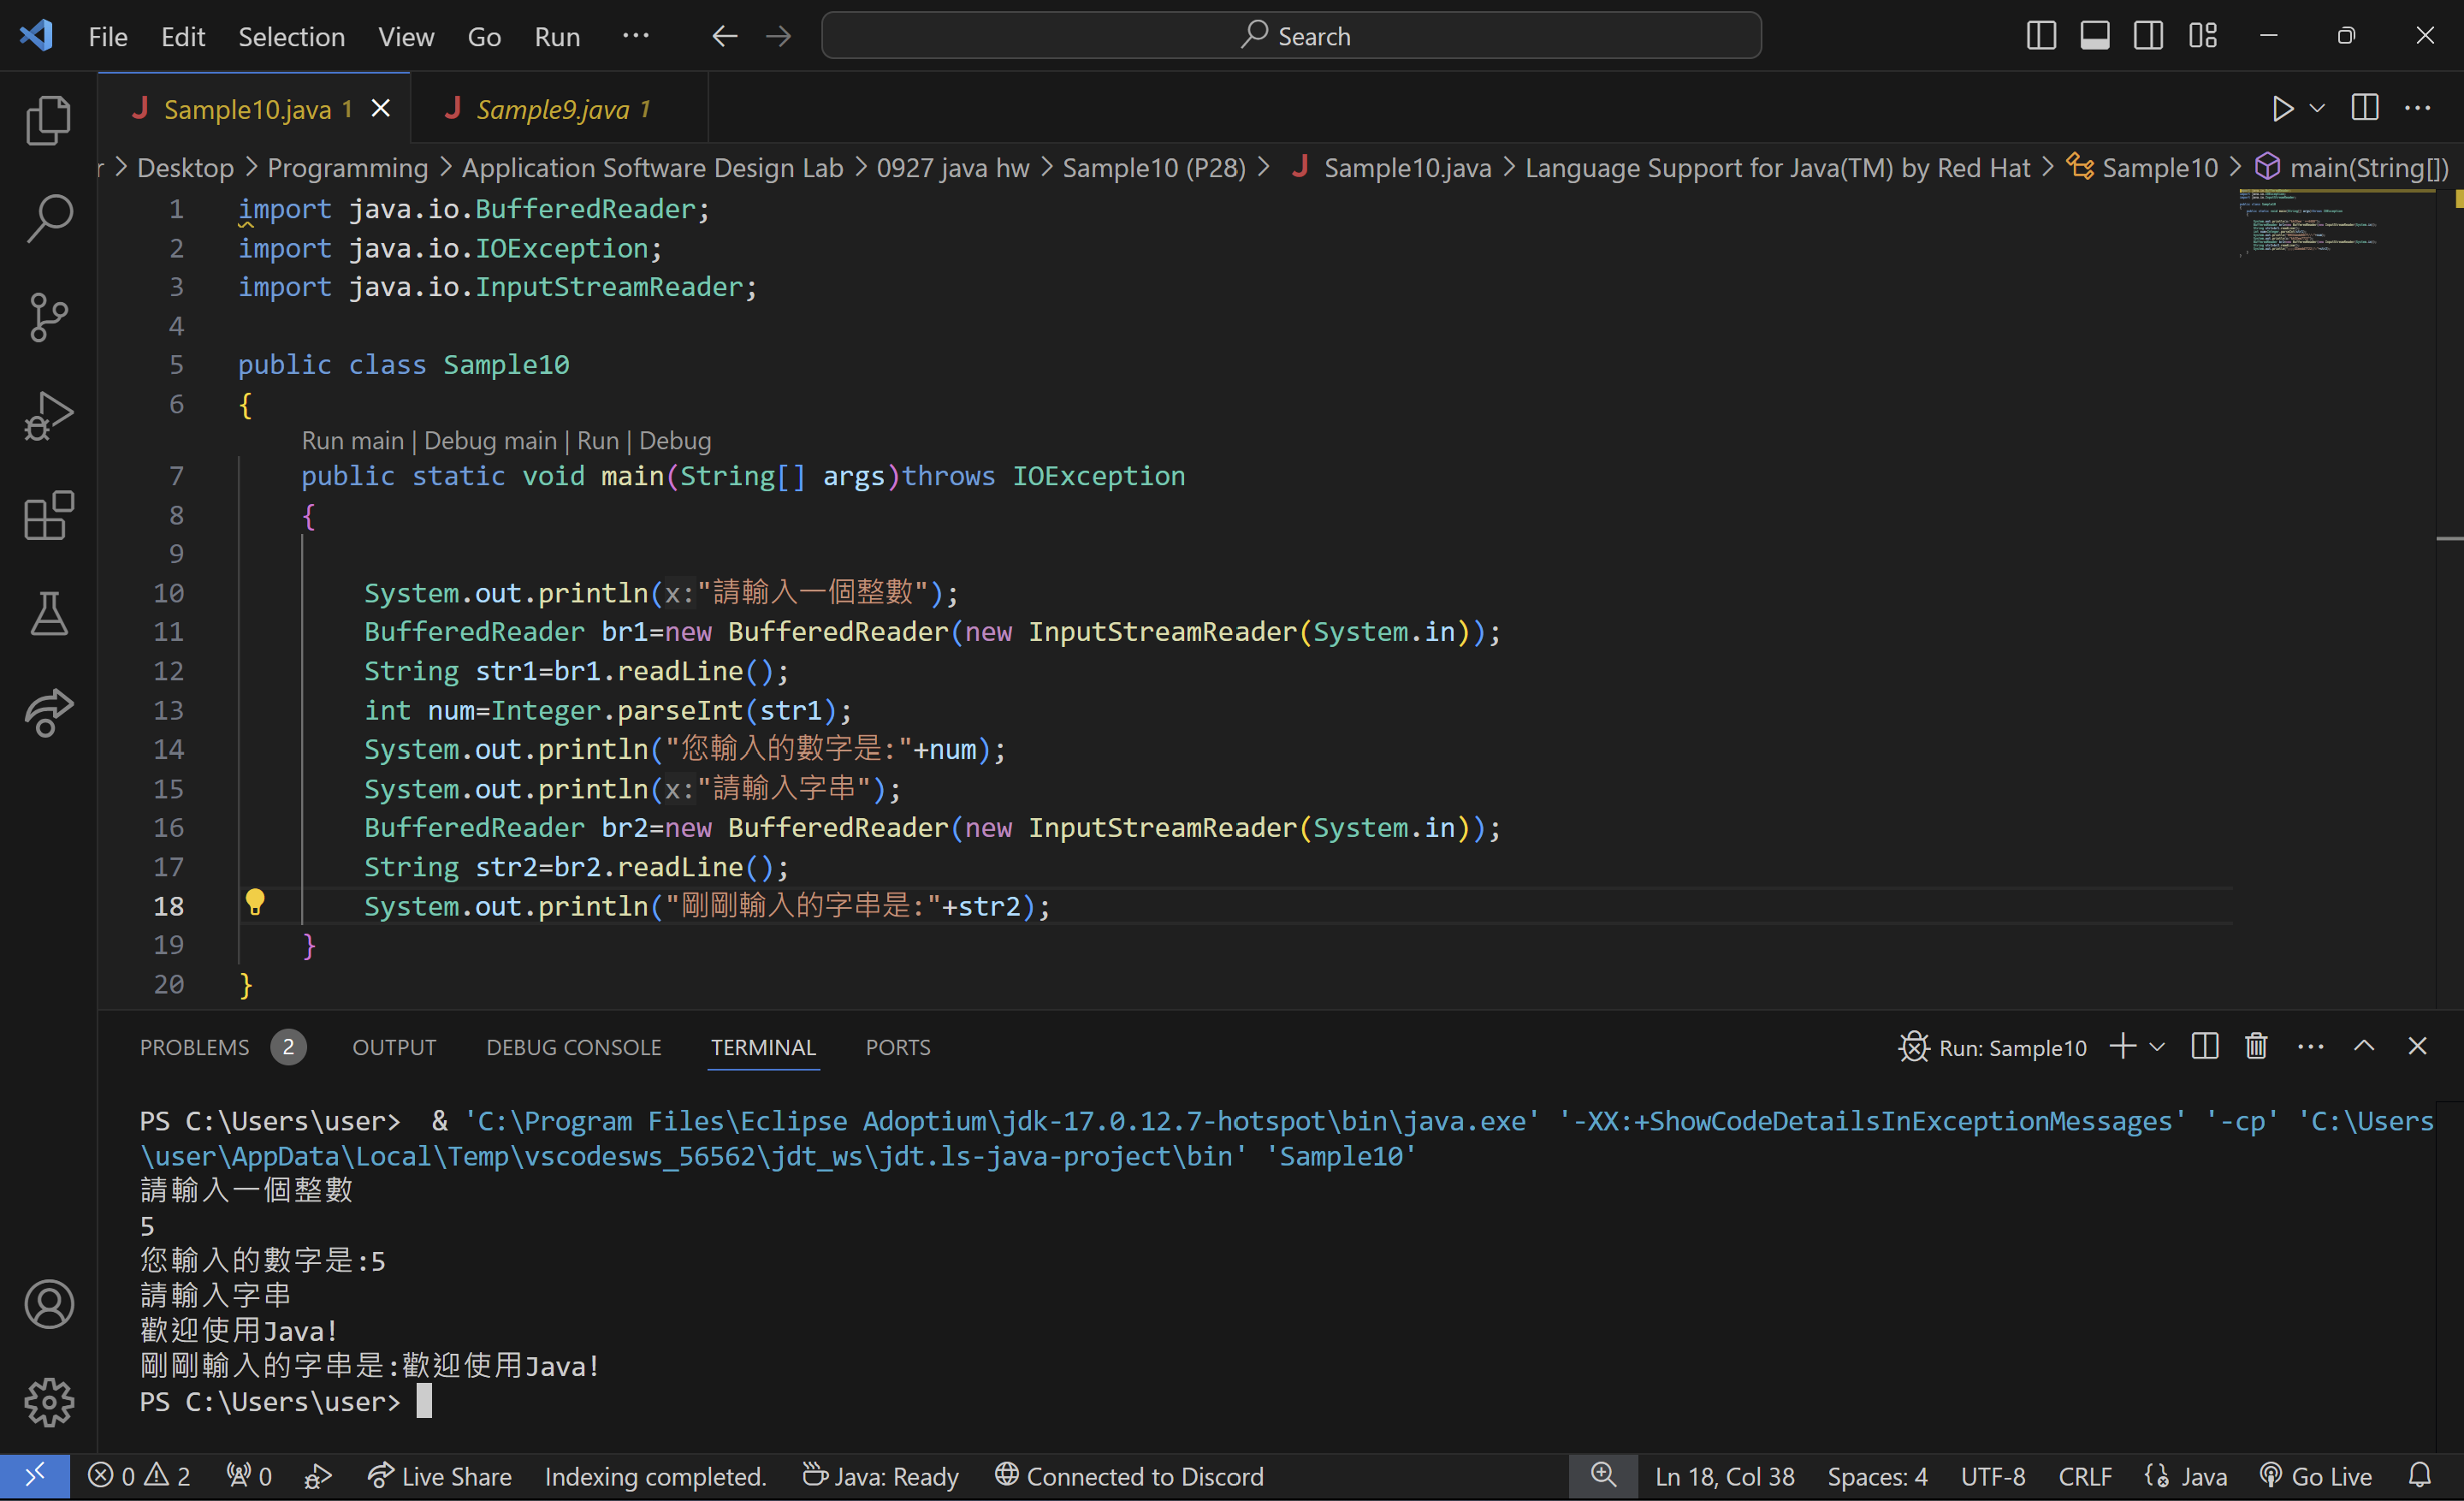 File Edit Selection View Go Run ··· Search
Sample10.java 1 Sample9.java 1
r > Desktop > Programming > Application Software Design Lab > 0927 java hw > Sample10 (P28) > J Sample10.java > Language Support for Java(TM) by Red Hat > Sample10 > main(String[])
1 import java.io.BufferedReader;
2 import java.io.IOException;
3 import java.io.InputStreamReader;
4
5 public class Sample10
6 {
Run main | Debug main | Run | Debug
7 public static void main(String[] args)throws IOException
8 {
9
10 System.out.println(x:"請輸入一個整數");
11 BufferedReader br1=new BufferedReader(new InputStreamReader(System.in));
12 String str1=br1.readLine();
13 int num=Integer.parseInt(str1);
14 System.out.println("您輸入的數字是:"+num);
15 System.out.println(x:"請輸入字串");
16 BufferedReader br2=new BufferedReader(new InputStreamReader(System.in));
17 String str2=br2.readLine();
18 System.out.println("剛剛輸入的字串是:"+str2);
19 }
20 }
PROBLEMS 2 OUTPUT DEBUG CONSOLE TERMINAL PORTS Run: Sample10
PS C:\Users\user>  & 'C:\Program Files\Eclipse Adoptium\jdk-17.0.12.7-hotspot\bin\java.exe' '-XX:+ShowCodeDetailsInExceptionMessages' '-cp' 'C:\Users
\user\AppData\Local\Temp\vscodesws_56562\jdt_ws\jdt.ls-java-project\bin' 'Sample10'
請輸入一個整數
5
您輸入的數字是:5
請輸入字串
歡迎使用Java!
剛剛輸入的字串是:歡迎使用Java!
PS C:\Users\user>
0 2 0 Live Share Indexing completed. Java: Ready Connected to Discord Ln 18, Col 38 Spaces: 4 UTF-8 CRLF Java Go Live